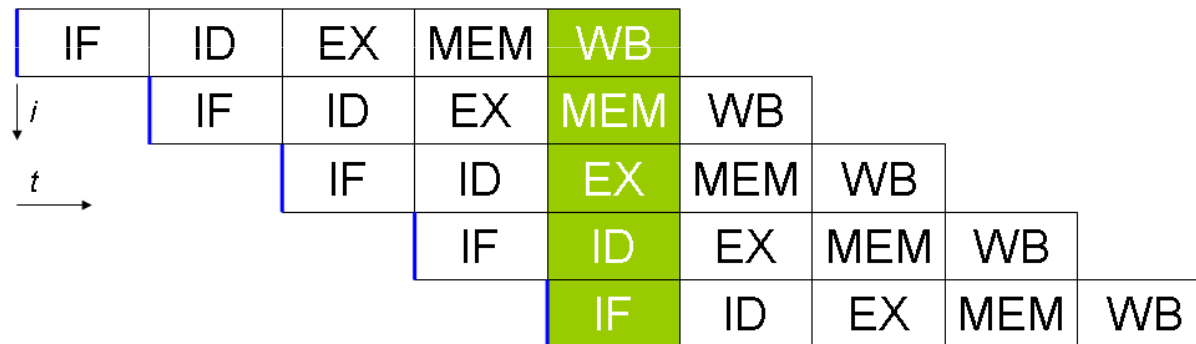 IF ID EX MEM WB
i IF ID EX MEM WB
t IF ID EX MEM WB
IF ID EX MEM WB
IF ID EX MEM WB